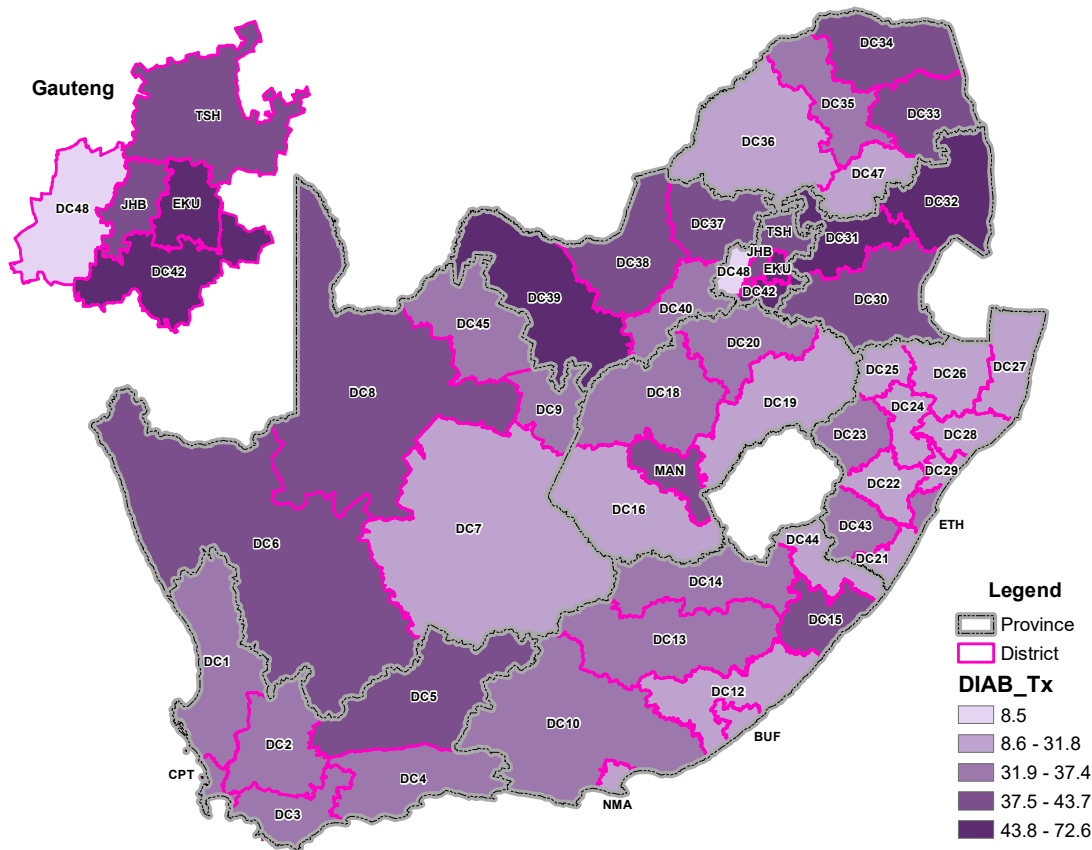 Gauteng
TSH
DC48
JHB
EKU
DC42
DC34
DC35
DC33
DC36
DC47
DC32
DC37
TSH
DC31
DC38
JHB
DC48
EKU
DC42
DC39
DC40
DC30
DC45
DC20
DC25
DC26
DC27
DC8
DC18
DC9
DC19
DC24
DC23
DC28
MAN
DC29
DC22
DC16
ETH
DC7
DC43
DC44
DC6
DC21
DC14
DC15
DC13
DC1
DC5
DC12
DC10
DC2
BUF
CPT
DC4
NMA
DC3
Legend
Province
District
DIAB_Tx
8.5
8.6 - 31.8
31.9 - 37.4
37.5 - 43.7
43.8 - 72.6